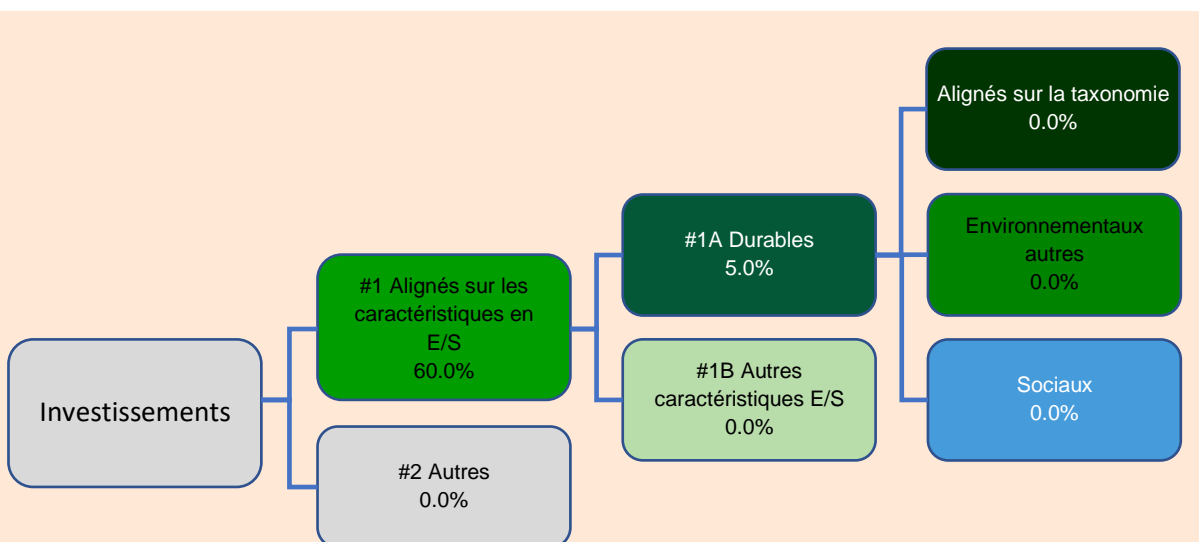 Investissements
#1 Alignés sur les
caractéristiques en
E/S
60.0%
#2 Autres
0.0%
#1A Durables
5.0%
#1B Autres
caractéristiques E/S
0.0%
Alignés sur la taxonomie
0.0%
Environnementaux
autres
0.0%
Sociaux
0.0%